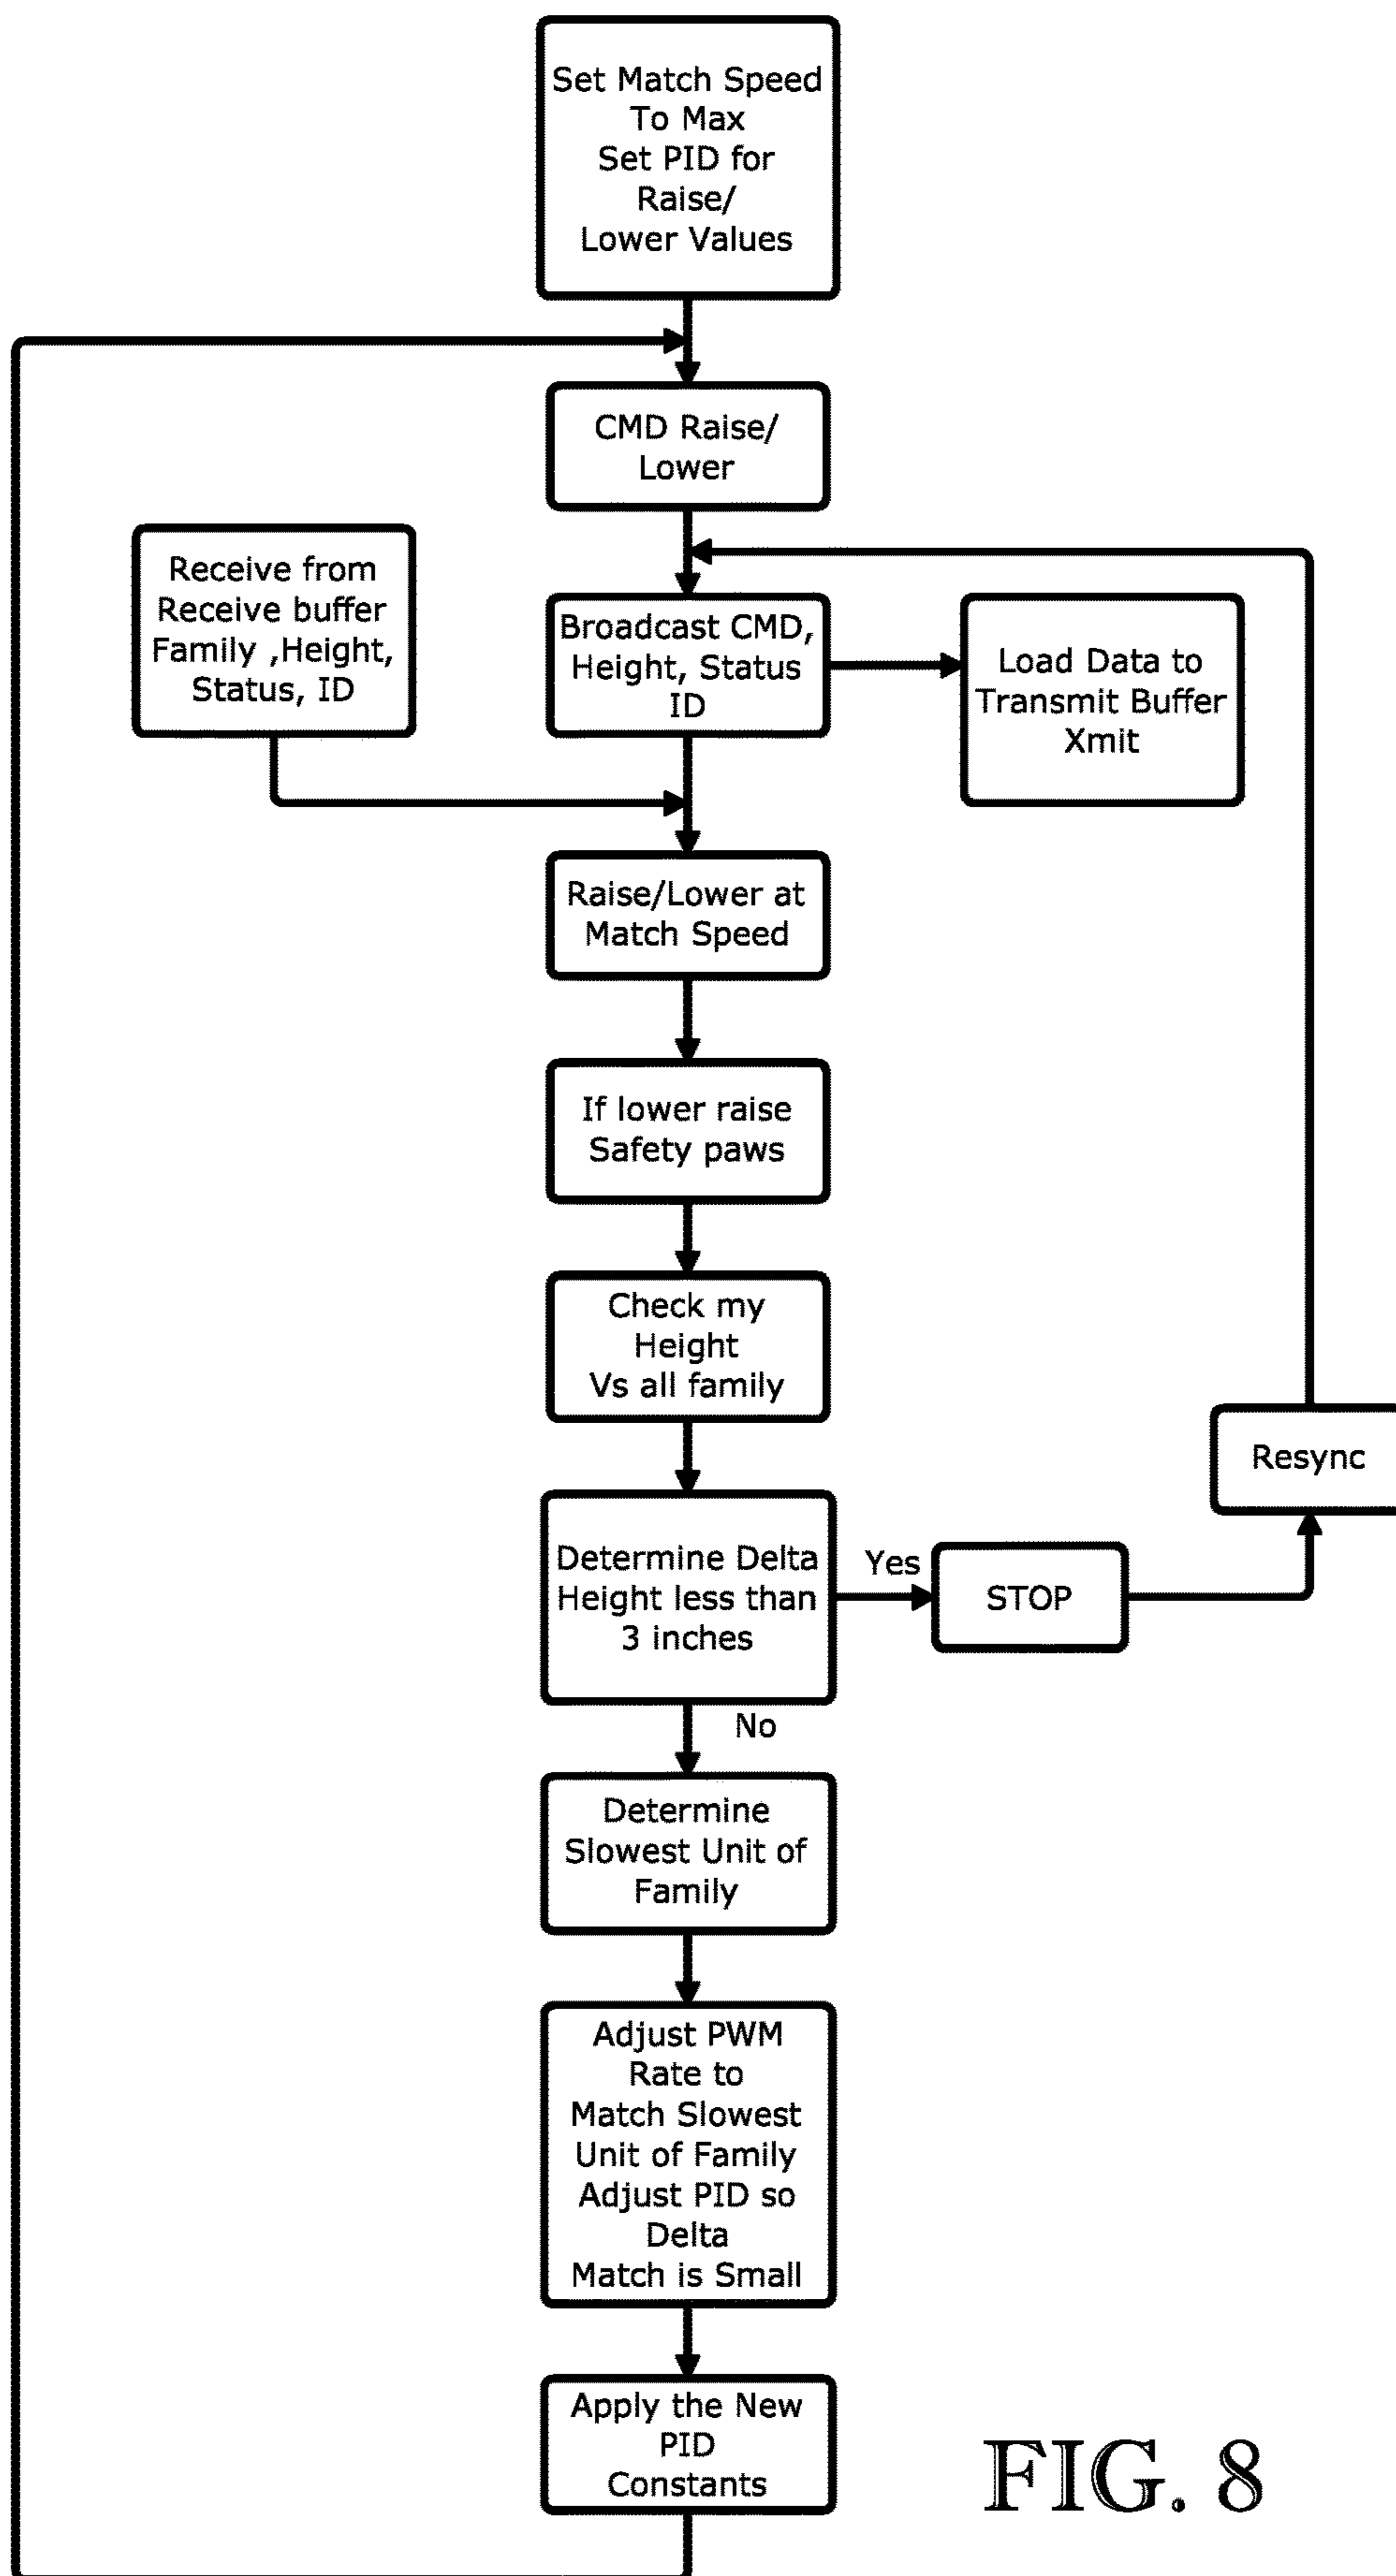 Set Match Speed
To Max
Set PID for
Raise/
Lower Values
CMD Raise/
Lower
Receive from
Receive buffer
Family ,Height,
Status, ID
Broadcast CMD,
Height, Status
ID
Load Data to
Transmit Buffer
Xmit
Raise/Lower at
Match Speed
If lower raise
Safety paws
Check my
Height
Vs all family
Resync
Determine Delta
Height less than
3 inches
Yes
STOP
No
Determine
Slowest Unit of
Family
Adjust PWM
Rate to
Match Slowest
Unit of Family
Adjust PID so
Delta
Match is Small
Apply the New
PID
Constants
FIG. 8